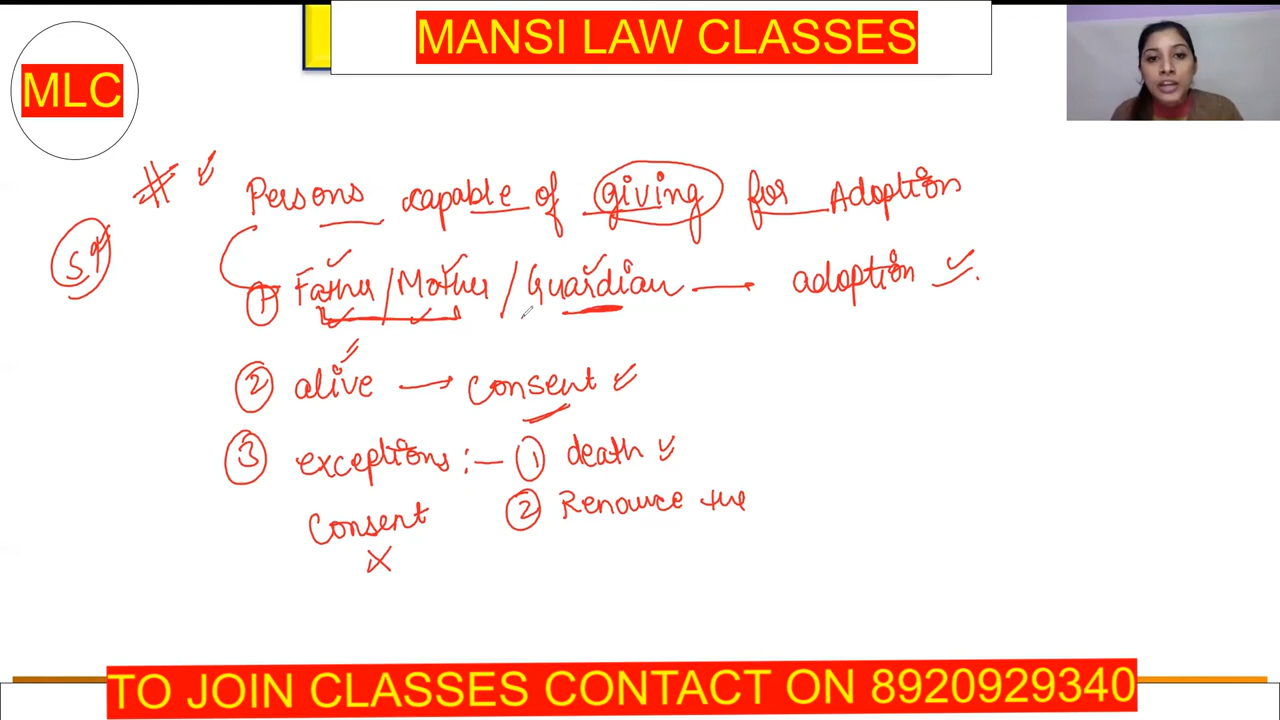 MANSI LAW CLASSES
MLC
# Persons capable of giving for Adoption
S9
① Father/Mother/Guardian → adoption
② alive → Consent
③ exceptions :- ① death
Consent ② Renounce the
X
TO JOIN CLASSES CONTACT ON 8920929340